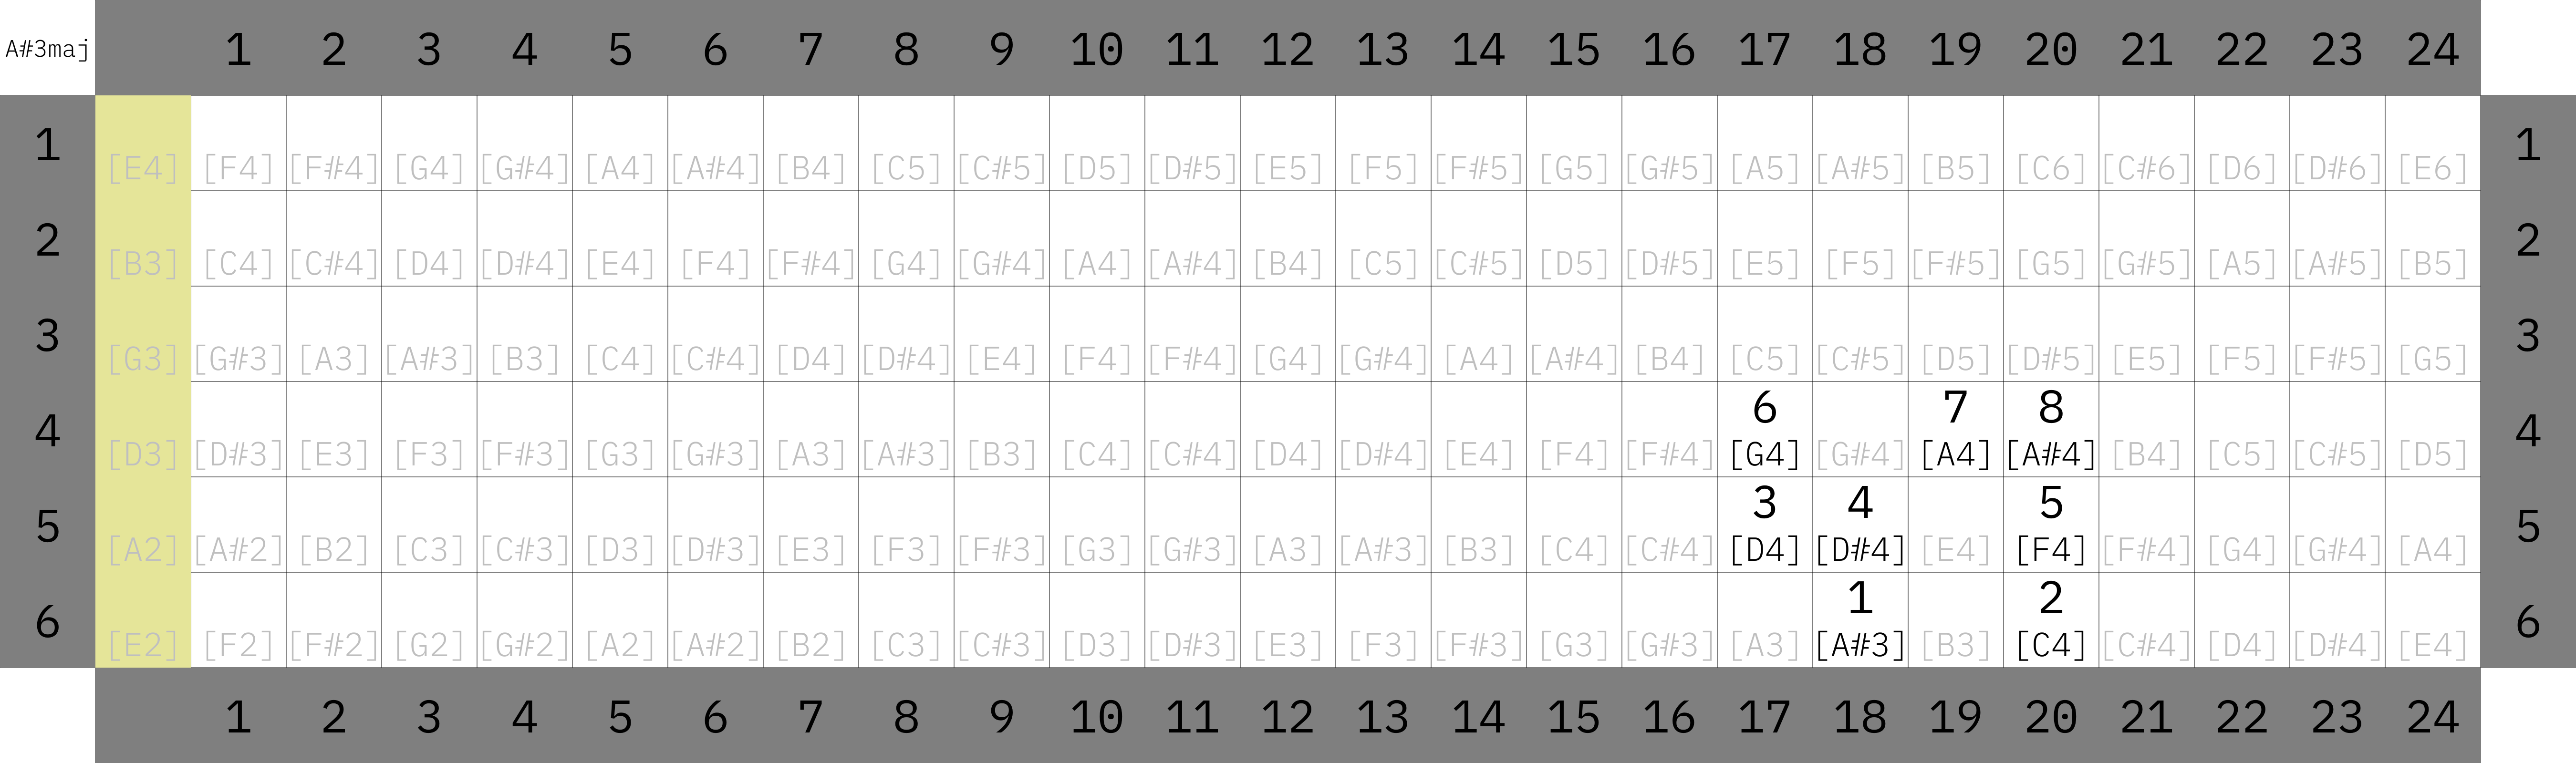 A#3maj 1 2 3 4 5 6 7 8 9 10 11 12 13 14 15 16 17 18 19 20 21 22 23 24
1 [E4] [F4] [F#4] [G4] [G#4] [A4] [A#4] [B4] [C5] [C#5] [D5] [D#5] [E5] [F5] [F#5] [G5] [G#5] [A5] [A#5] [B5] [C6] [C#6] [D6] [D#6] [E6] 1
2 [B3] [C4] [C#4] [D4] [D#4] [E4] [F4] [F#4] [G4] [G#4] [A4] [A#4] [B4] [C5] [C#5] [D5] [D#5] [E5] [F5] [F#5] [G5] [G#5] [A5] [A#5] [B5] 2
3 [G3] [G#3] [A3] [A#3] [B3] [C4] [C#4] [D4] [D#4] [E4] [F4] [F#4] [G4] [G#4] [A4] [A#4] [B4] [C5] [C#5] [D5] [D#5] [E5] [F5] [F#5] [G5] 3
6 7 8
4 [D3] [D#3] [E3] [F3] [F#3] [G3] [G#3] [A3] [A#3] [B3] [C4] [C#4] [D4] [D#4] [E4] [F4] [F#4] [G4] [G#4] [A4] [A#4] [B4] [C5] [C#5] [D5] 4
3 4 5
5 [A2] [A#2] [B2] [C3] [C#3] [D3] [D#3] [E3] [F3] [F#3] [G3] [G#3] [A3] [A#3] [B3] [C4] [C#4] [D4] [D#4] [E4] [F4] [F#4] [G4] [G#4] [A4] 5
1 2
6 [E2] [F2] [F#2] [G2] [G#2] [A2] [A#2] [B2] [C3] [C#3] [D3] [D#3] [E3] [F3] [F#3] [G3] [G#3] [A3] [A#3] [B3] [C4] [C#4] [D4] [D#4] [E4] 6
1 2 3 4 5 6 7 8 9 10 11 12 13 14 15 16 17 18 19 20 21 22 23 24